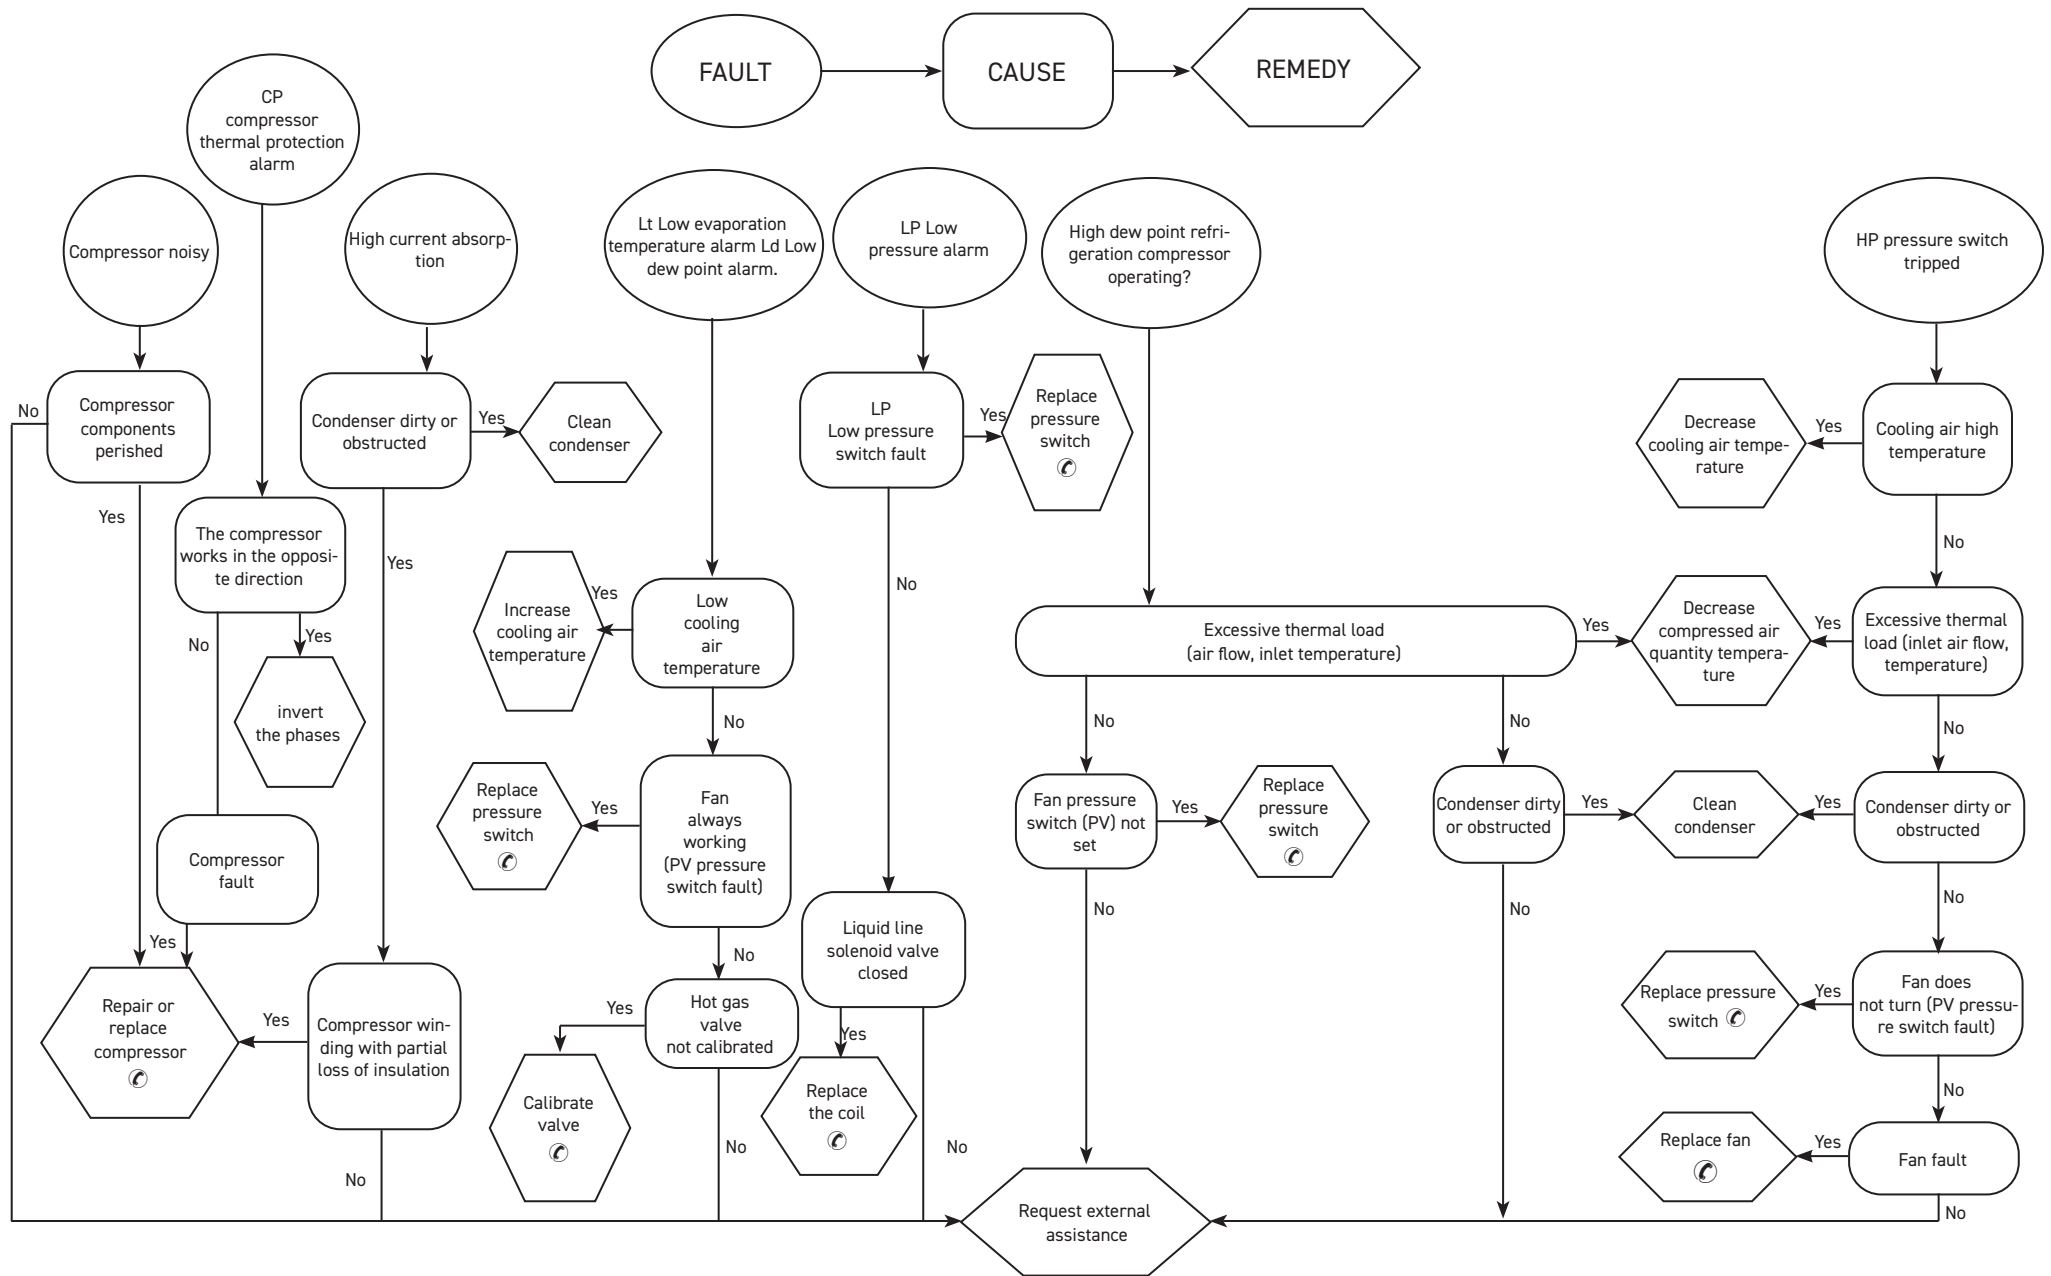 FAULT
CAUSE
REMEDY
CP
compressor
thermal protection
alarm
Compressor noisy
High current absorp-
tion
Lt Low evaporation
temperature alarm Ld Low
dew point alarm.
LP Low
pressure alarm
High dew point refri-
geration compressor
operating?
HP pressure switch
tripped
No
Compressor
components
perished
Yes
Condenser dirty or
obstructed
Yes
Clean
condenser
Yes
LP
Low pressure
switch fault
Yes
Replace
pressure
switch
No
Decrease
cooling air tempe-
rature
Yes
Cooling air high
temperature
No
The compressor
works in the opposi-
te direction
No
Yes
invert
the phases
Increase
cooling air
temperature
Yes
Low
cooling
air
temperature
No
Excessive thermal load
(air flow, inlet temperature)
Yes
Decrease
compressed air
quantity tempera-
ture
Yes
Excessive thermal
load (inlet air flow,
temperature)
No
No
No
Replace
pressure
switch
Yes
Fan
always
working
(PV pressure
switch fault)
No
Fan pressure
switch (PV) not
set
Yes
Replace
pressure
switch
No
Condenser dirty
or obstructed
Yes
Clean
condenser
Yes
Condenser dirty or
obstructed
No
No
Compressor
fault
Yes
Repair or
replace
compressor
Yes
Compressor win-
ding with partial
loss of insulation
No
Liquid line
solenoid valve
closed
Yes
Replace
the coil
No
Yes
Hot gas
valve
not calibrated
Calibrate
valve
No
Replace pressure
switch
Yes
Fan does
not turn (PV pressu-
re switch fault)
No
Replace fan
Yes
Fan fault
No
Request external
assistance